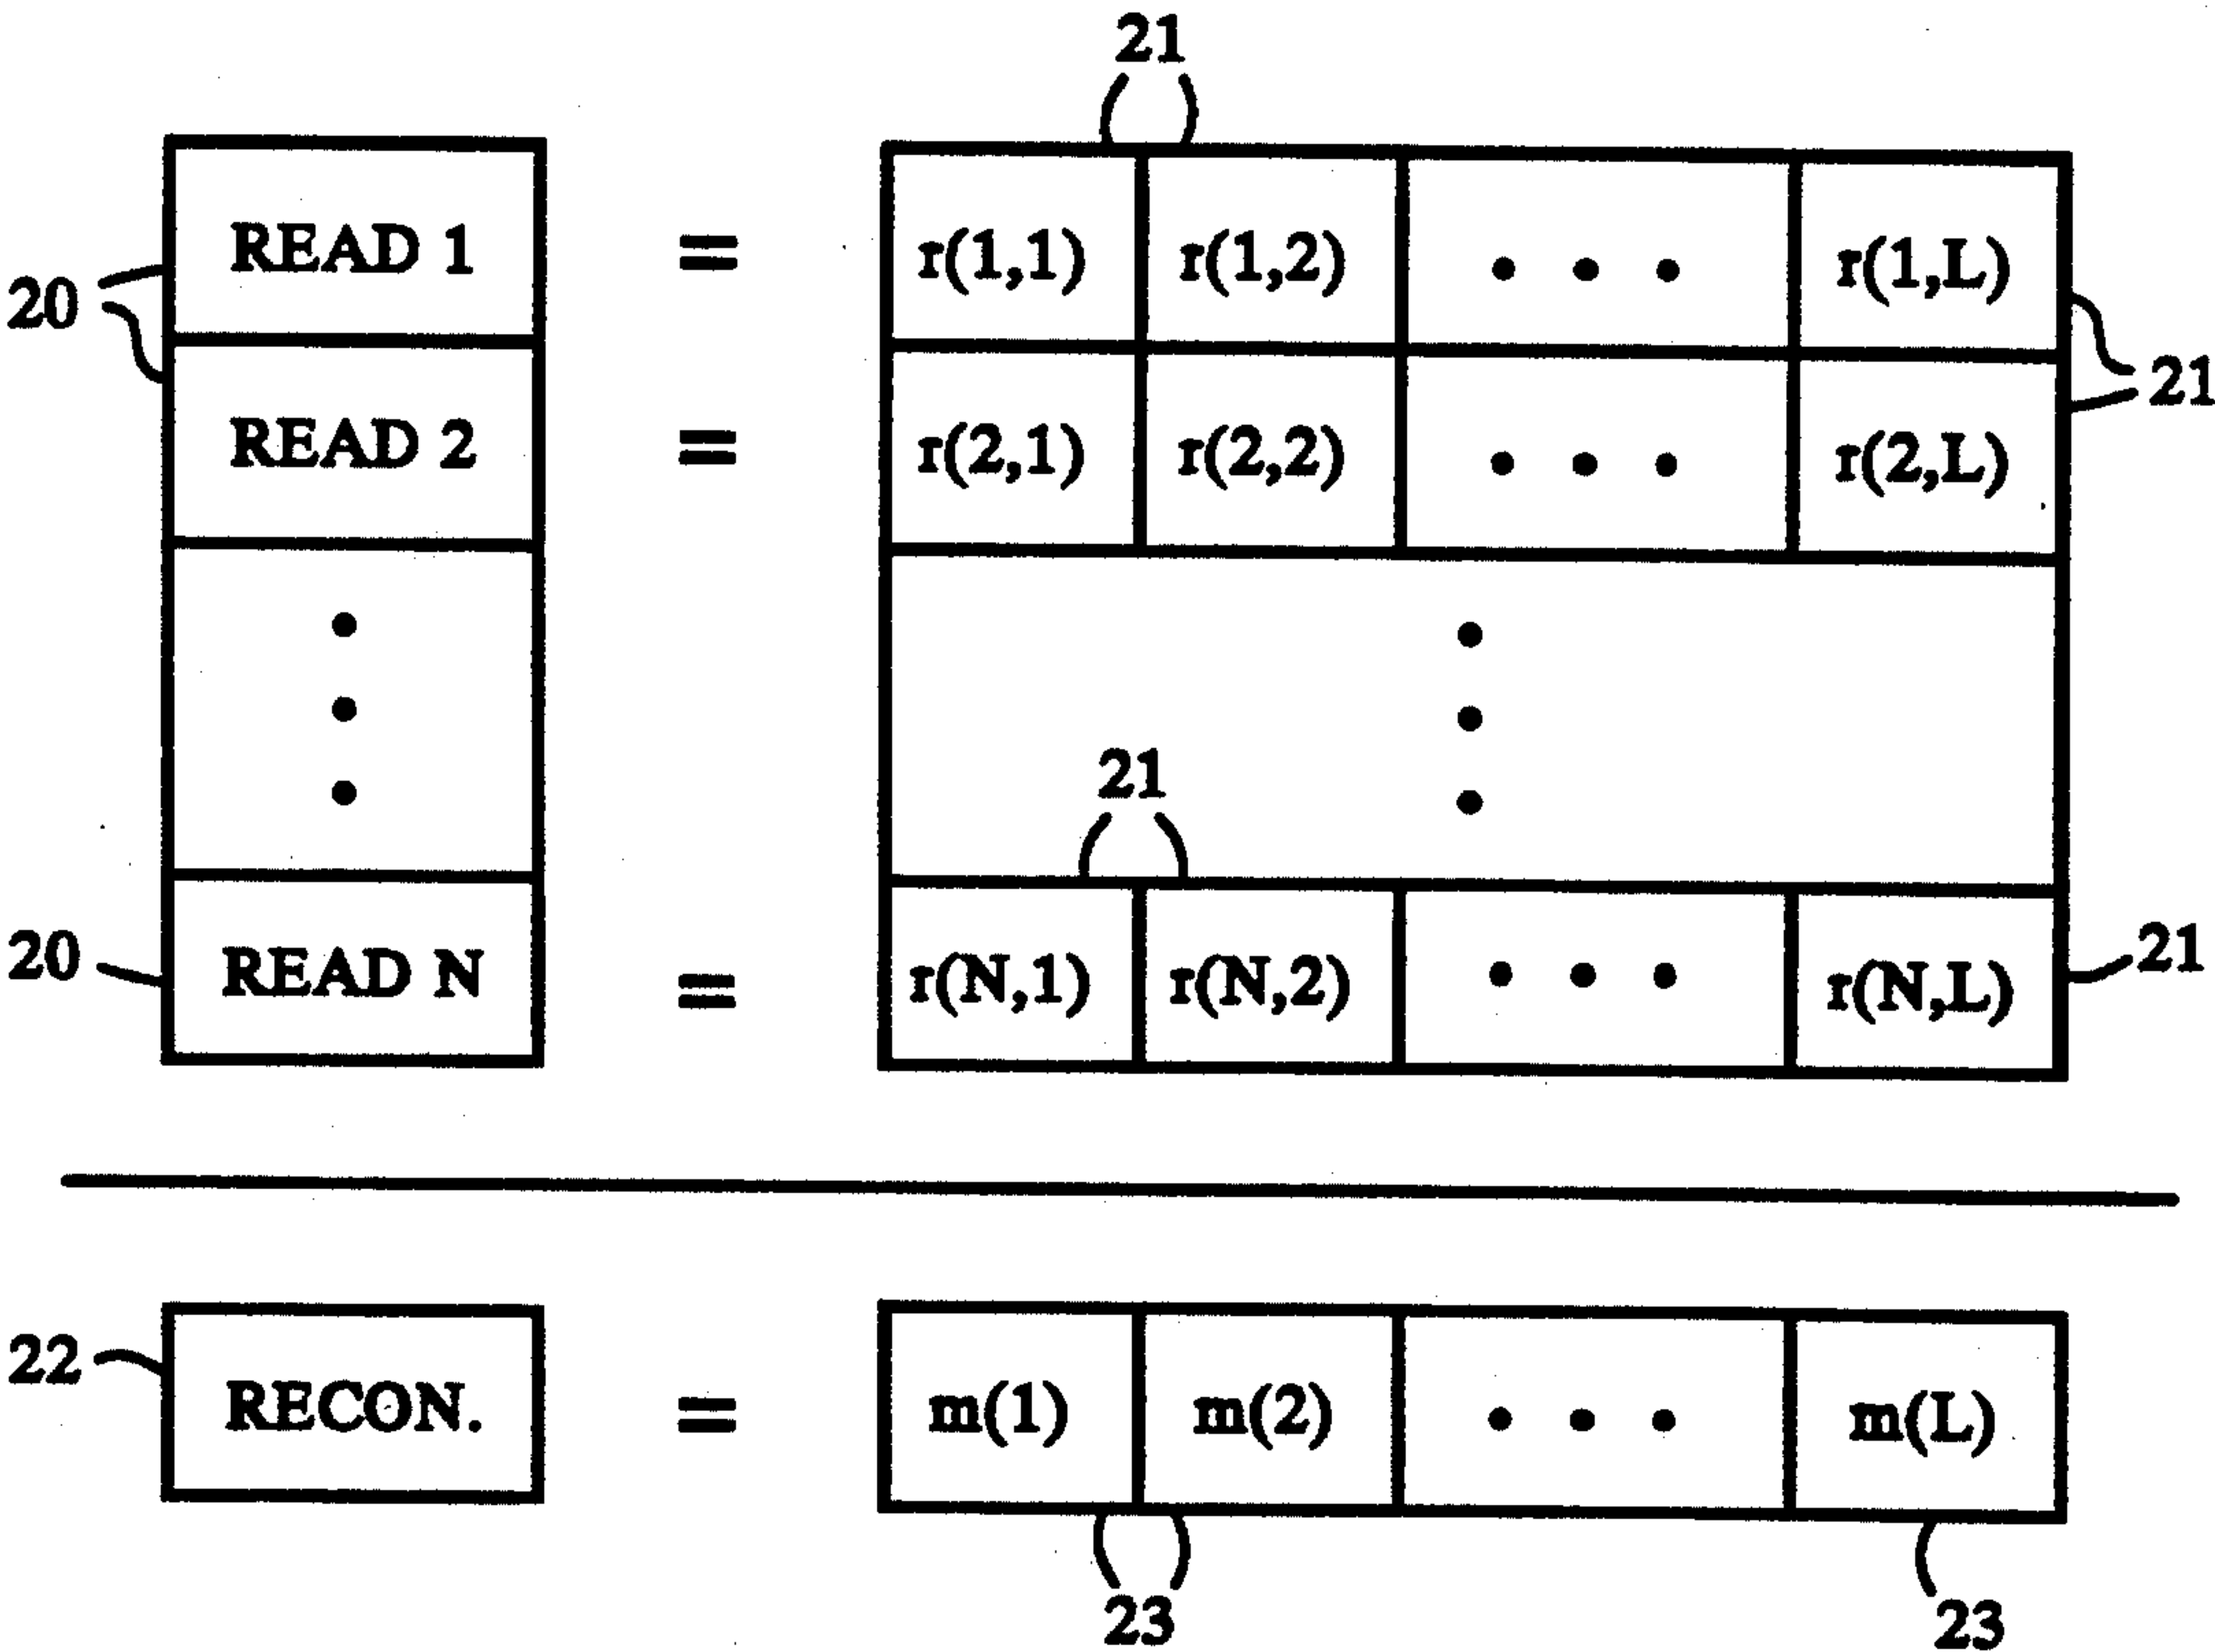 21
READ 1 = r(1,1) r(1,2) • • • r(1,L)
20
21
READ 2 = r(2,1) r(2,2) • • • r(2,L)
•
•
•
•
•
•
21
20 READ N = r(N,1) r(N,2) • • • r(N,L) 21
22 RECON. = m(1) m(2) • • • m(L)
23 23